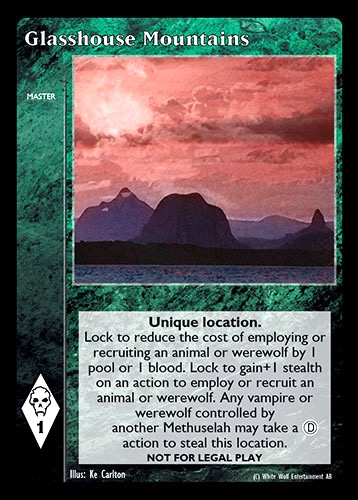 Glasshouse Mountains
MASTER
Unique location.
Lock to reduce the cost of employing or
recruiting an animal or werewolf by 1
pool or 1 blood. Lock to gain+1 stealth
on an action to employ or recruit an
animal or werewolf. Any vampire or
werewolf controlled by
another Methuselah may take a Ⓓ
action to steal this location.
NOT FOR LEGAL PLAY
1
Illus: Ke Carlton
(C) White Wolf Entertainment AB